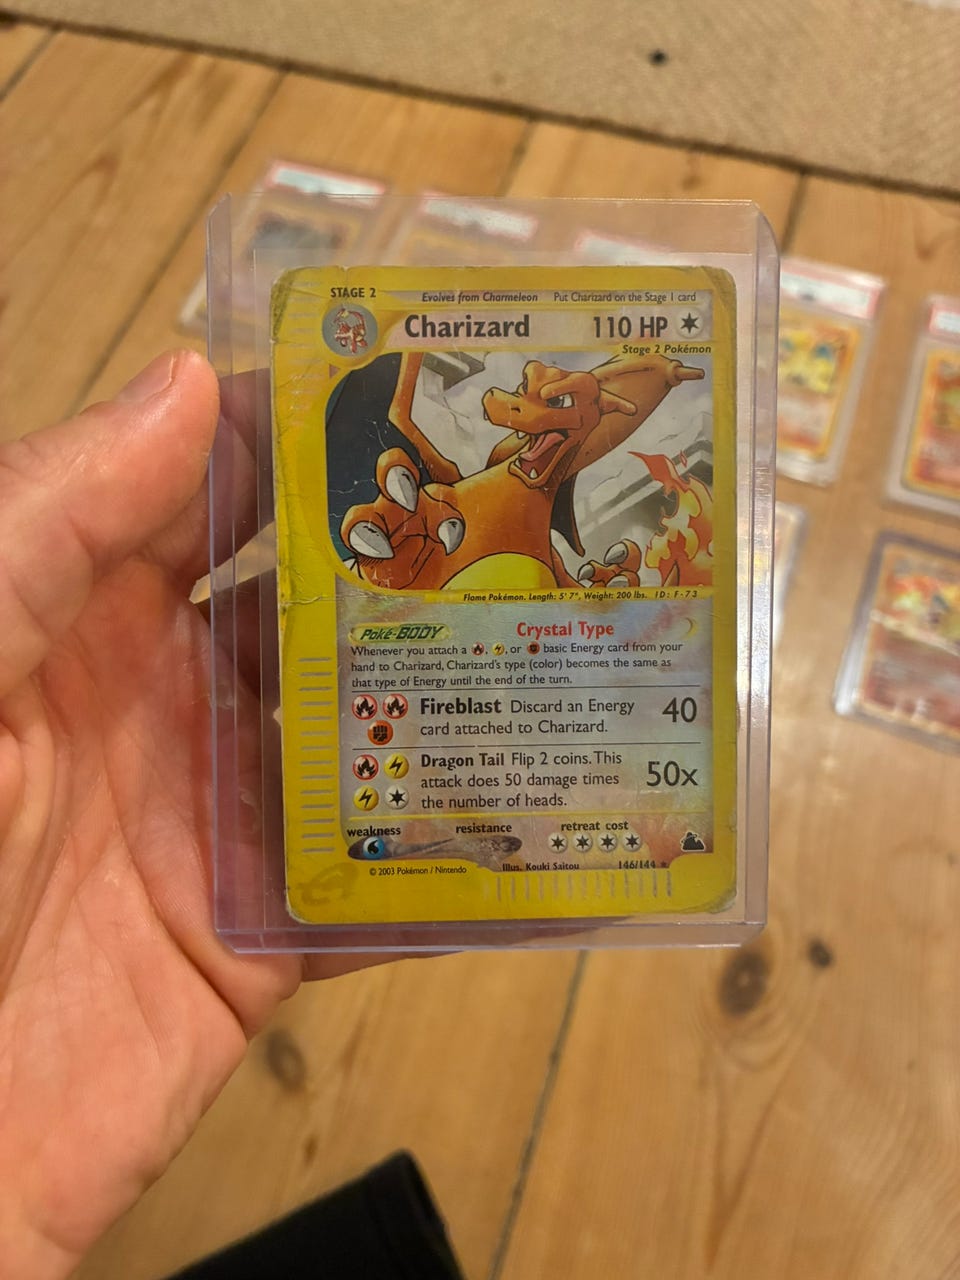 STAGE 2
Evolves from Charmeleon
Put Charizard on the Stage 1 card
Charizard
110 HP
Stage 2 Pokémon
Flame Pokémon. Length: 5' 7", Weight: 200 lbs. ID: F-73
Poké-BODY
Crystal Type
Whenever you attach a , , or basic Energy card from your
hand to Charizard, Charizard's type (color) becomes the same as
that type of Energy until the end of the turn.
Fireblast Discard an Energy
card attached to Charizard.
40
Dragon Tail Flip 2 coins. This
attack does 50 damage times
the number of heads.
50x
weakness
resistance
retreat cost
© 2003 Pokémon / Nintendo
Illus. Kouki Saitou
146/144